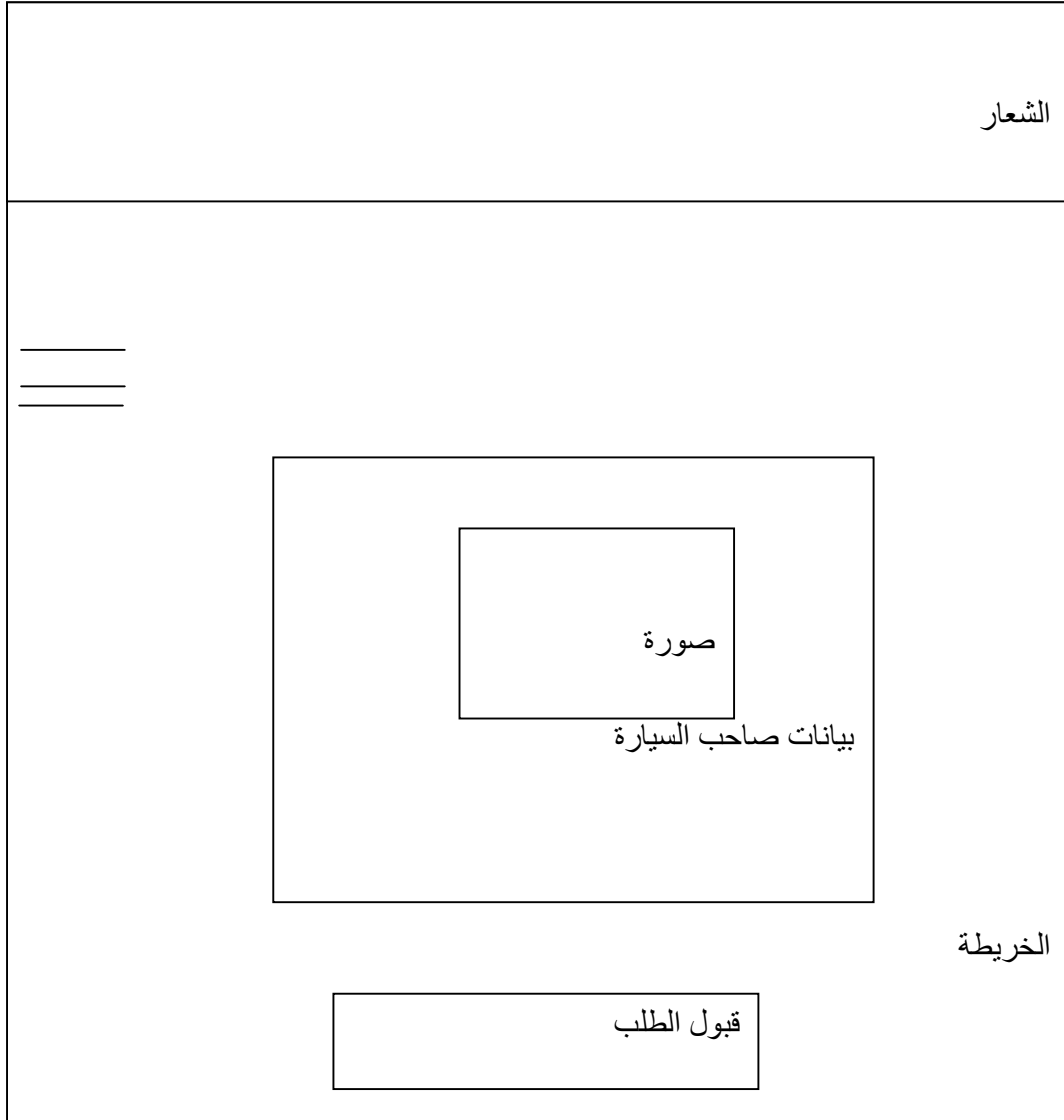 الشعار
صورة
بيانات صاحب السيارة
الخريطة
قبول الطلب